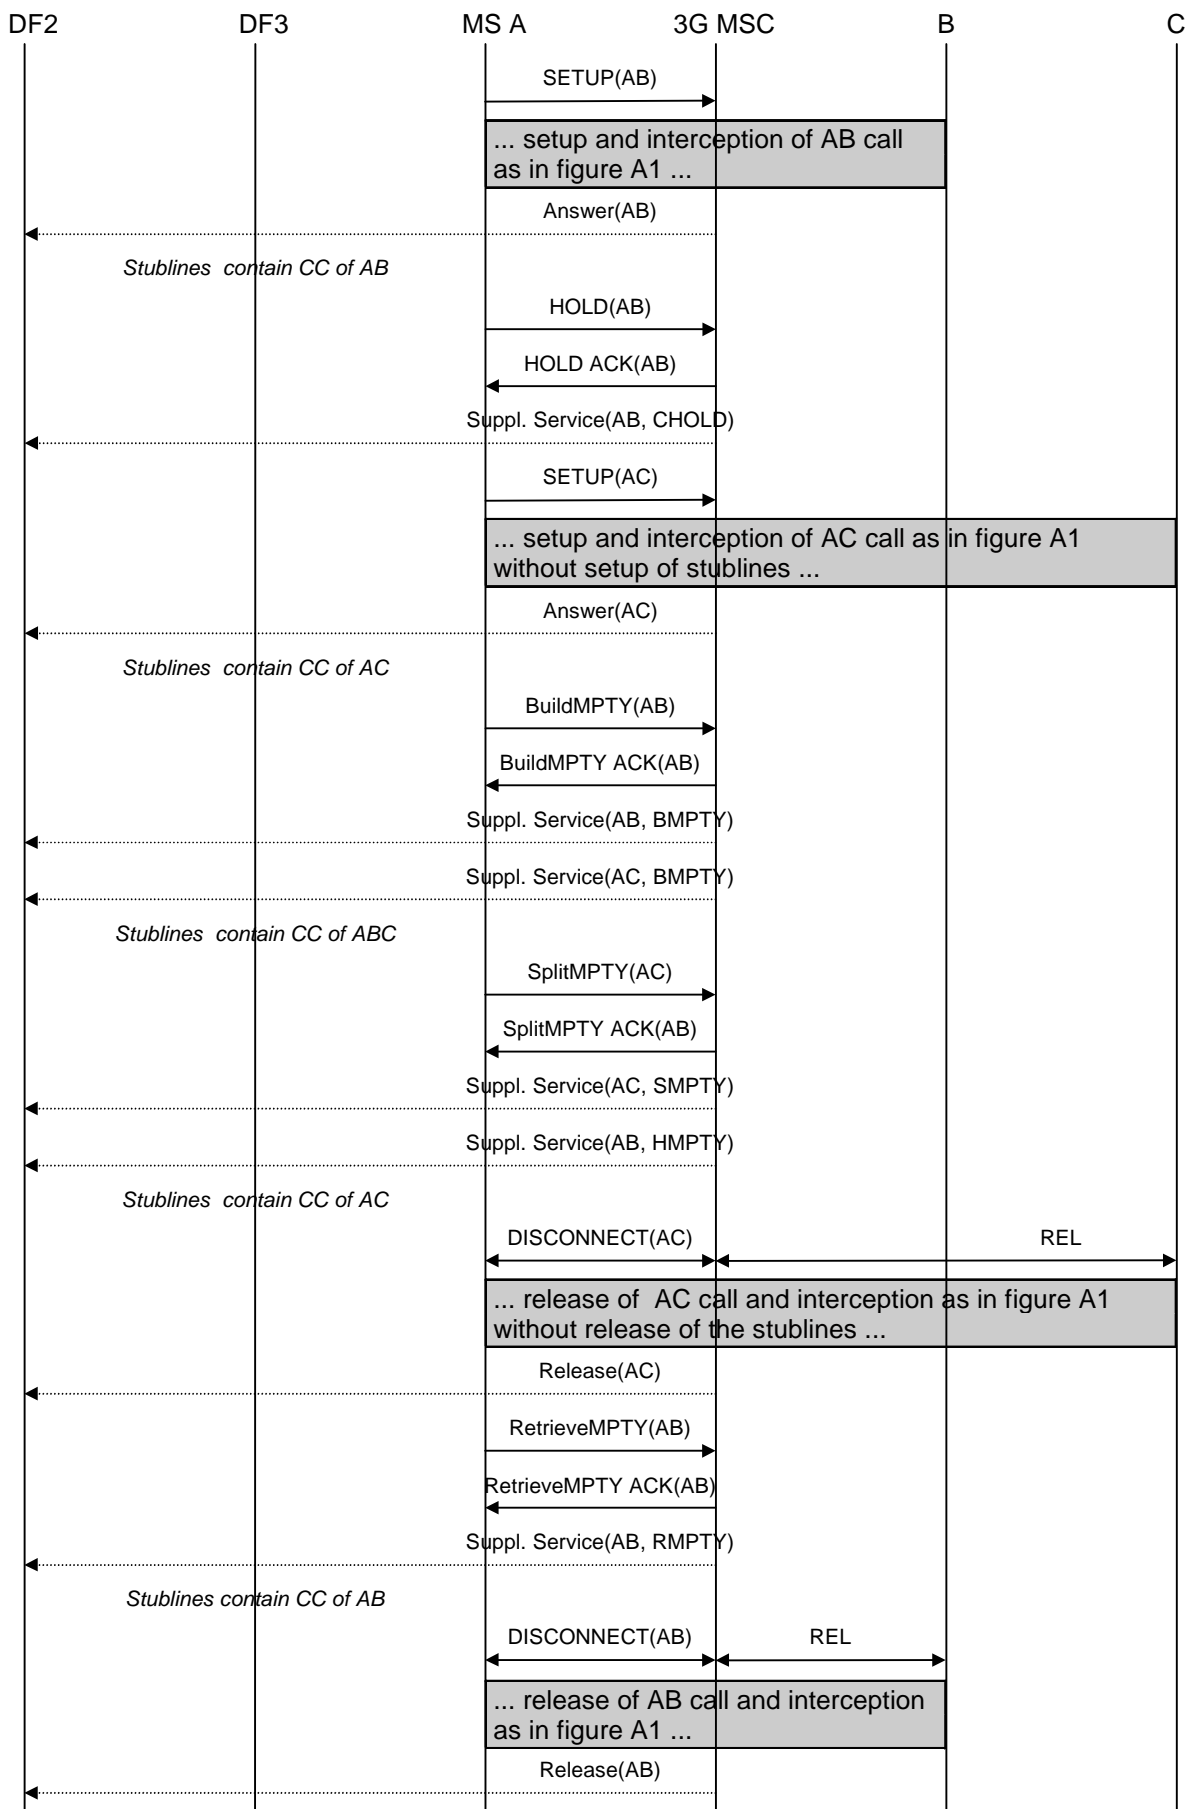 DF2 DF3 MS A 3G MSC B C
SETUP(AB)
... setup and interception of AB call
as in figure A1 ...
Answer(AB)
Stublines contain CC of AB
HOLD(AB)
HOLD ACK(AB)
Suppl. Service(AB, CHOLD)
SETUP(AC)
... setup and interception of AC call as in figure A1
without setup of stublines ...
Answer(AC)
Stublines contain CC of AC
BuildMPTY(AB)
BuildMPTY ACK(AB)
Suppl. Service(AB, BMPTY)
Suppl. Service(AC, BMPTY)
Stublines contain CC of ABC
SplitMPTY(AC)
SplitMPTY ACK(AB)
Suppl. Service(AC, SMPTY)
Suppl. Service(AB, HMPTY)
Stublines contain CC of AC
DISCONNECT(AC) REL
... release of AC call and interception as in figure A1
without release of the stublines ...
Release(AC)
RetrieveMPTY(AB)
RetrieveMPTY ACK(AB)
Suppl. Service(AB, RMPTY)
Stublines contain CC of AB
DISCONNECT(AB) REL
... release of AB call and interception
as in figure A1 ...
Release(AB)